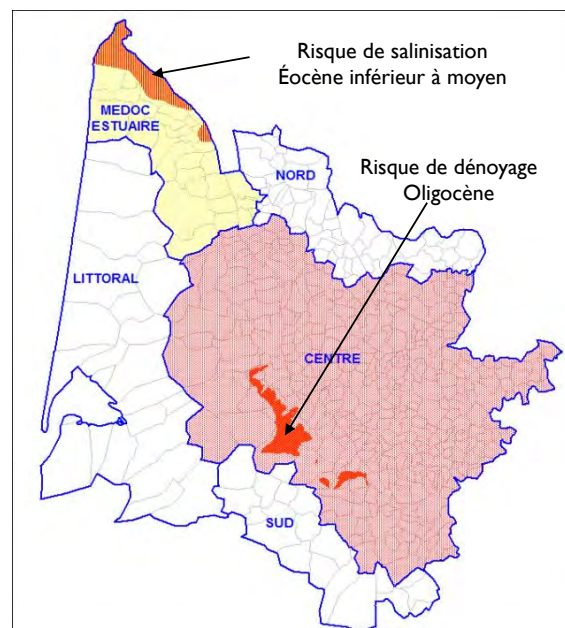 Risque de salinisation
Éocène inférieur à moyen
MEDOC
ESTUAIRE
NORD
Risque de dénoyage
Oligocène
LITTORAL
CENTRE
SUD